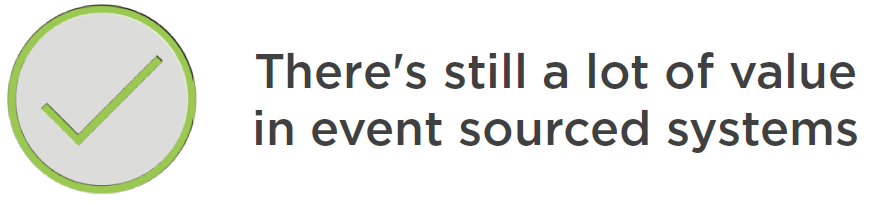 There's still a lot of value
in event sourced systems